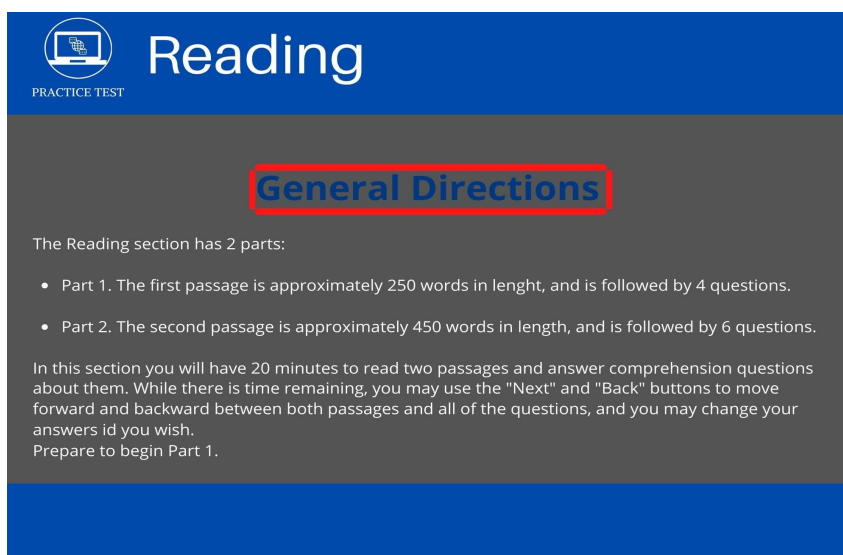 Reading
PRACTICE TEST
General Directions
The Reading section has 2 parts:
• Part 1. The first passage is approximately 250 words in lenght, and is followed by 4 questions.
• Part 2. The second passage is approximately 450 words in length, and is followed by 6 questions.
In this section you will have 20 minutes to read two passages and answer comprehension questions
about them. While there is time remaining, you may use the "Next" and "Back" buttons to move
forward and backward between both passages and all of the questions, and you may change your
answers id you wish.
Prepare to begin Part 1.